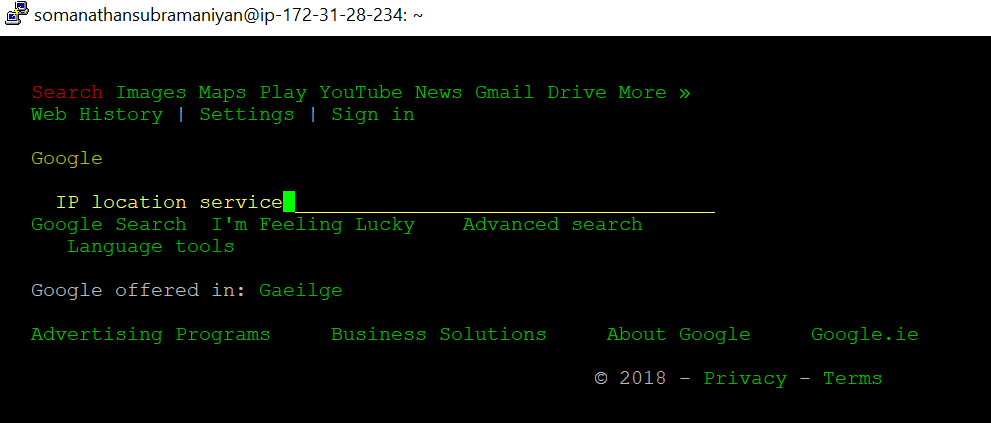 somanathansubramaniyan@ip-172-31-28-234: ~
Search Images Maps Play YouTube News Gmail Drive More »
Web History | Settings | Sign in
Google
IP location service
Google Search I'm Feeling Lucky Advanced search
Language tools
Google offered in: Gaeilge
Advertising Programs Business Solutions About Google Google.ie
© 2018 - Privacy - Terms